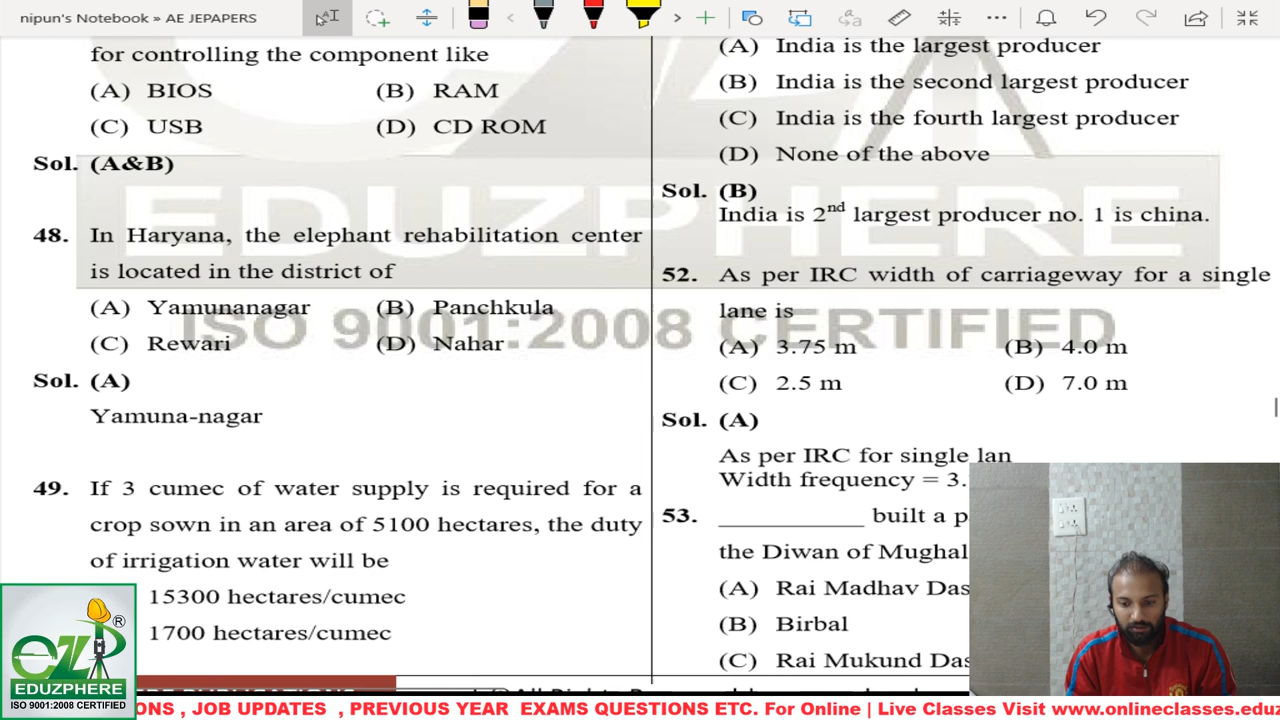 nipun's Notebook » AE JEPAPERS
for controlling the component like
(A) BIOS (B) RAM
(C) USB (D) CD ROM
Sol. (A&B)
48. In Haryana, the elephant rehabilitation center
is located in the district of
(A) Yamunanagar (B) Panchkula
(C) Rewari (D) Nahar
Sol. (A)
Yamuna-nagar
49. If 3 cumec of water supply is required for a
crop sown in an area of 5100 hectares, the duty
of irrigation water will be
15300 hectares/cumec
1700 hectares/cumec
(A) India is the largest producer
(B) India is the second largest producer
(C) India is the fourth largest producer
(D) None of the above
Sol. (B)
India is 2nd largest producer no. 1 is china.
52. As per IRC width of carriageway for a single
lane is
(A) 3.75 m (B) 4.0 m
(C) 2.5 m (D) 7.0 m
Sol. (A)
As per IRC for single lan
Width frequency = 3.
53. ____________ built a p
the Diwan of Mughal
(A) Rai Madhav Das
(B) Birbal
(C) Rai Mukund Das
EDUZPHERE
ISO 9001:2008 CERTIFIED
ezp ®
EDUZPHERE
ISO 9001:2008 CERTIFIED
ONS , JOB UPDATES , PREVIOUS YEAR EXAMS QUESTIONS ETC. For Online | Live Classes Visit www.onlineclasses.eduz